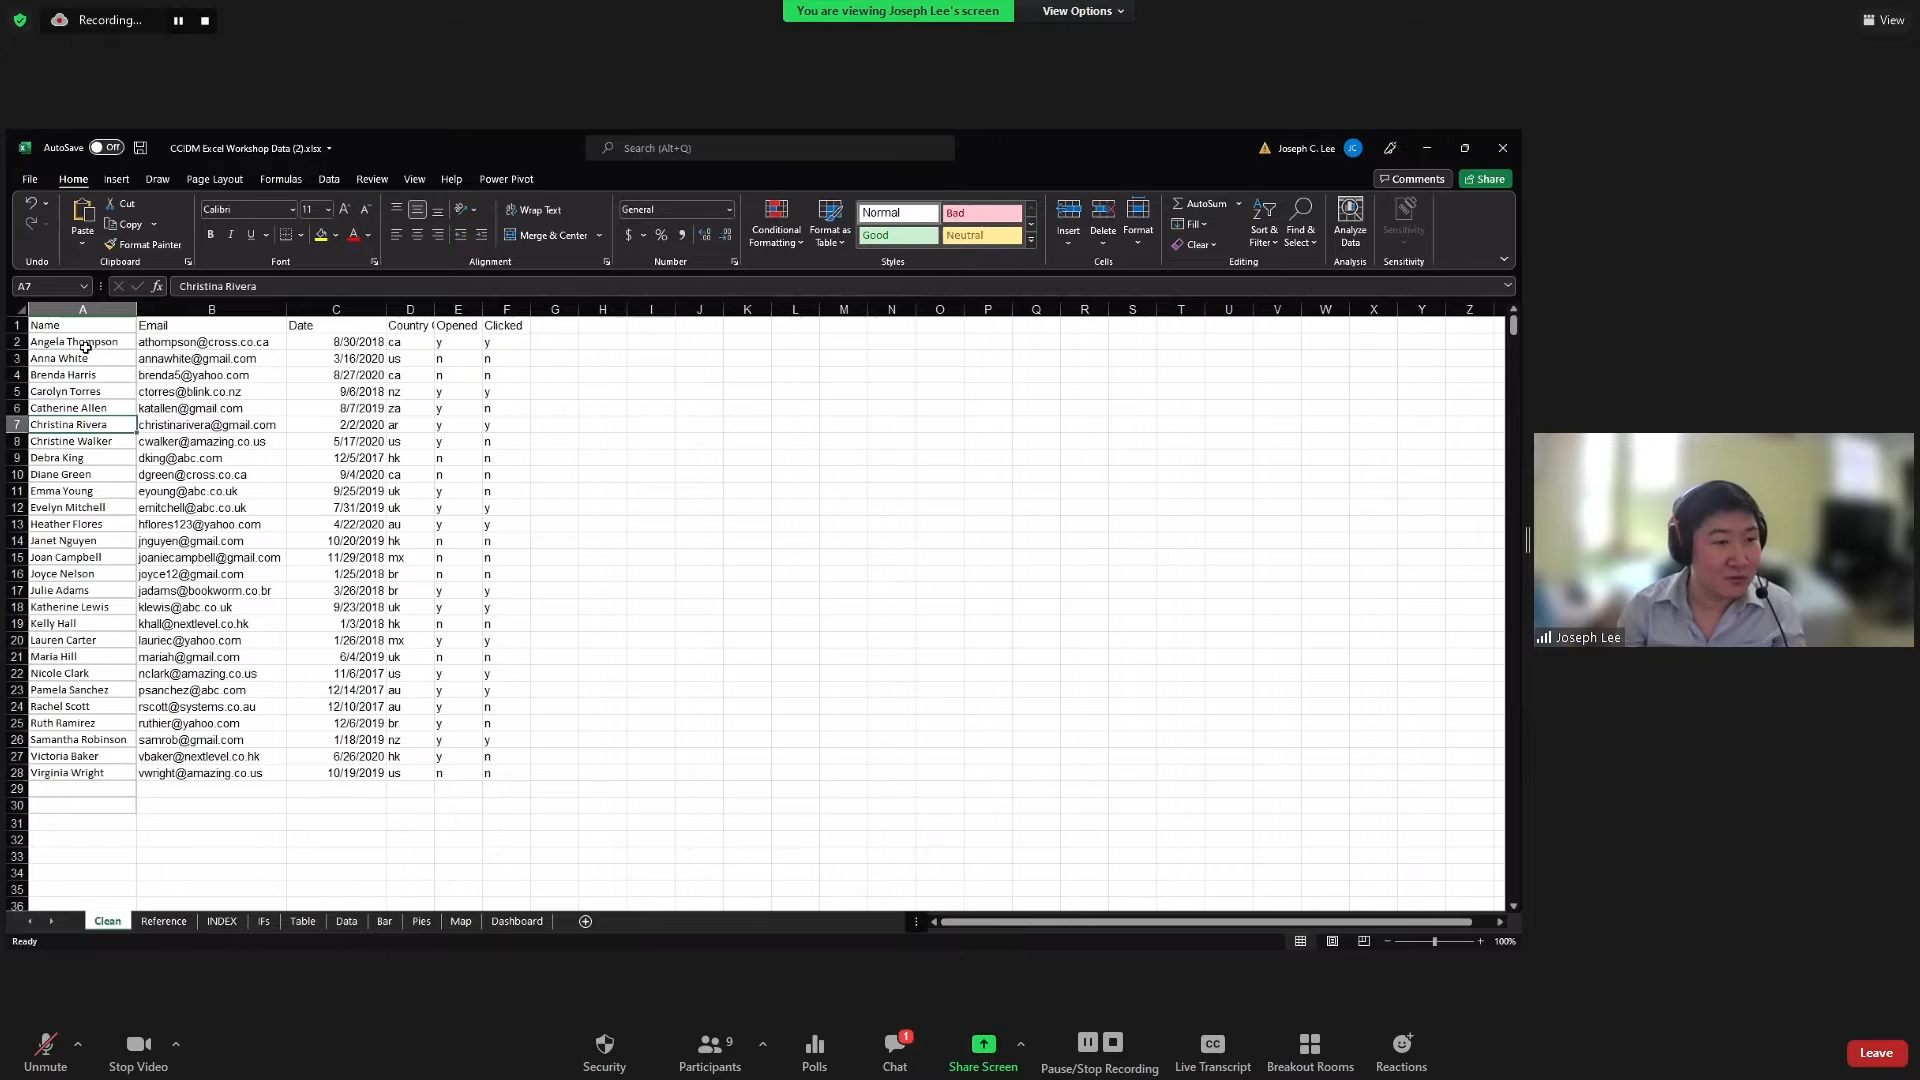 Recording...
You are viewing Joseph Lee's screen
View Options
View
AutoSave Off
CCIDM Excel Workshop Data (2).xlsx
Search (Alt+Q)
Joseph C. Lee JC
File Home Insert Draw Page Layout Formulas Data Review View Help Power Pivot
Comments Share
Cut
Copy
Format Painter
Paste
Calibri 11
B I U
Wrap Text
Merge & Center
General
$ % ,
Conditional Formatting
Format as Table
Normal Bad
Good Neutral
Insert Delete Format
AutoSum
Fill
Clear
Sort & Filter
Find & Select
Analyze Data
Sensitivity
Undo Clipboard Font Alignment Number Styles Cells Editing Analysis Sensitivity
A7 fx Christina Rivera
A B C D E F G H I J K L M N O P Q R S T U V W X Y Z
1 Name Email Date Country Opened Clicked
2 Angela Thompson athompson@cross.co.ca 8/30/2018 ca y y
3 Anna White annawhite@gmail.com 3/16/2020 us n n
4 Brenda Harris brenda5@yahoo.com 8/27/2020 ca n n
5 Carolyn Torres ctorres@blink.co.nz 9/6/2018 nz y y
6 Catherine Allen katallen@gmail.com 8/7/2019 za y n
7 Christina Rivera christinarivera@gmail.com 2/2/2020 ar y y
8 Christine Walker cwalker@amazing.co.us 5/17/2020 us y n
9 Debra King dking@abc.com 12/5/2017 hk n n
10 Diane Green dgreen@cross.co.ca 9/4/2020 ca n n
11 Emma Young eyoung@abc.co.uk 9/25/2019 uk y n
12 Evelyn Mitchell emitchell@abc.co.uk 7/31/2019 uk y y
13 Heather Flores hflores123@yahoo.com 4/22/2020 au y y
14 Janet Nguyen jnguyen@gmail.com 10/20/2019 hk n n
15 Joan Campbell joaniecampbell@gmail.com 11/29/2018 mx n n
16 Joyce Nelson joyce12@gmail.com 1/25/2018 br n n
17 Julie Adams jadams@bookworm.co.br 3/26/2018 br y y
18 Katherine Lewis klewis@abc.co.uk 9/23/2018 uk y y
19 Kelly Hall khall@nextlevel.co.hk 1/3/2018 hk n n
20 Lauren Carter lauriec@yahoo.com 1/26/2018 mx y y
21 Maria Hill mariah@gmail.com 6/4/2019 uk n n
22 Nicole Clark nclark@amazing.co.us 11/6/2017 us y y
23 Pamela Sanchez psanchez@abc.com 12/14/2017 au y y
24 Rachel Scott rscott@systems.co.au 12/10/2017 au y n
25 Ruth Ramirez ruthier@yahoo.com 12/6/2019 br y n
26 Samantha Robinson samrob@gmail.com 1/18/2019 nz y y
27 Victoria Baker vbaker@nextlevel.co.hk 6/26/2020 hk y n
28 Virginia Wright vwright@amazing.co.us 10/19/2019 us n n
29
30
31
32
33
34
35
36
Clean Reference INDEX IFs Table Data Bar Pies Map Dashboard
Ready
100%
Joseph Lee
Unmute
Stop Video
Security
Participants 9
Polls
Chat 1
Share Screen
Pause/Stop Recording
CC
Live Transcript
Breakout Rooms
Reactions
Leave